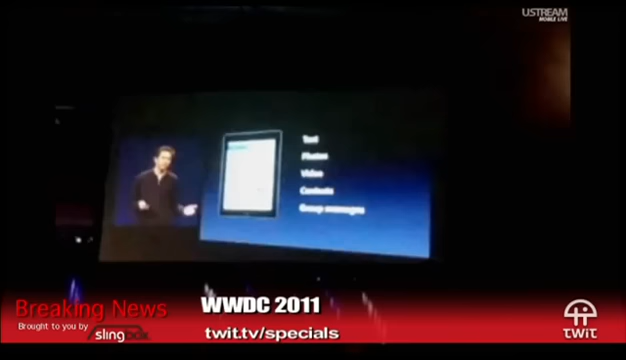 USTREAM
MOBILE LIVE
Text
Photos
Video
Contacts
Group messages
Breaking News
WWDC 2011
Brought to you by slingbox
twit.tv/specials
TWiT